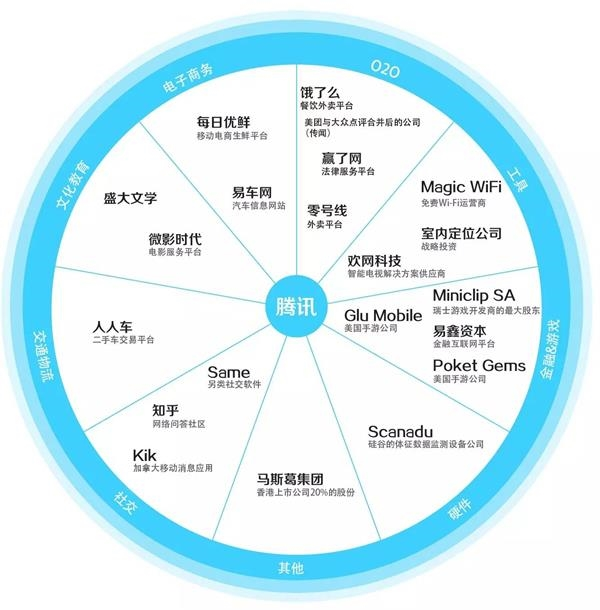 电子商务
每日优鲜
移动电商生鲜平台
易车网
汽车信息网站
O2O
饿了么
餐饮外卖平台
美团与大众点评合并后的公司
（传闻）
赢了网
法律服务平台
零号线
外卖平台
工具
Magic WiFi
免费Wi-Fi运营商
室内定位公司
战略投资
欢网科技
智能电视解决方案供应商
金融&游戏
Miniclip SA
瑞士游戏开发商的最大股东
Glu Mobile
美国手游公司
易鑫资本
金融互联网平台
Poket Gems
美国手游公司
硬件
Scanadu
硅谷的体征数据监测设备公司
其他
马斯葛集团
香港上市公司20%的股份
社交
Same
另类社交软件
知乎
网络问答社区
Kik
加拿大移动消息应用
交通物流
人人车
二手车交易平台
文化教育
盛大文学
微影时代
电影服务平台
腾讯